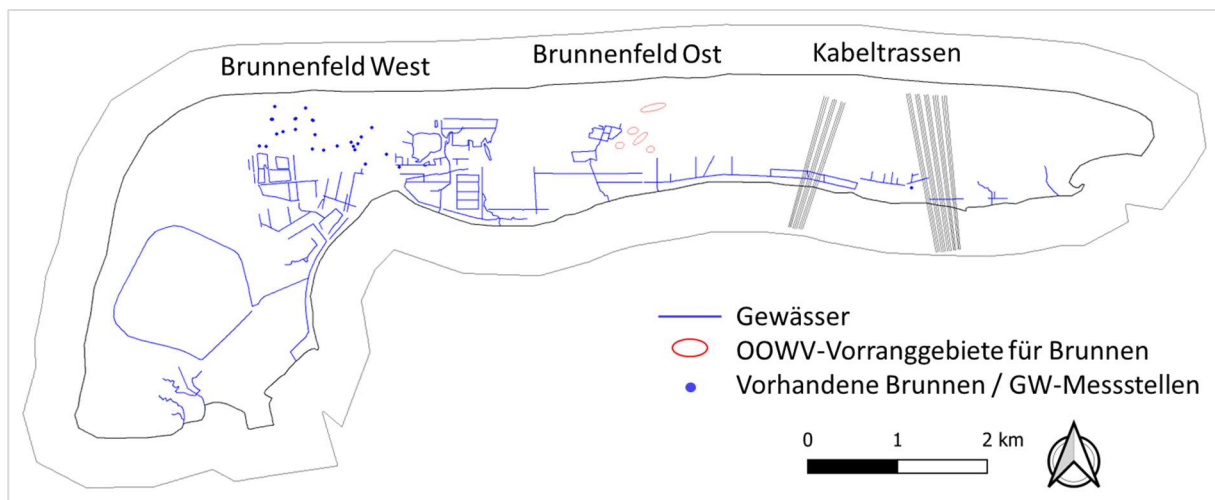 Brunnenfeld West
Brunnenfeld Ost
Kabeltrassen
Gewässer
OOWV-Vorranggebiete für Brunnen
Vorhandene Brunnen / GW-Messstellen
0 1 2 km